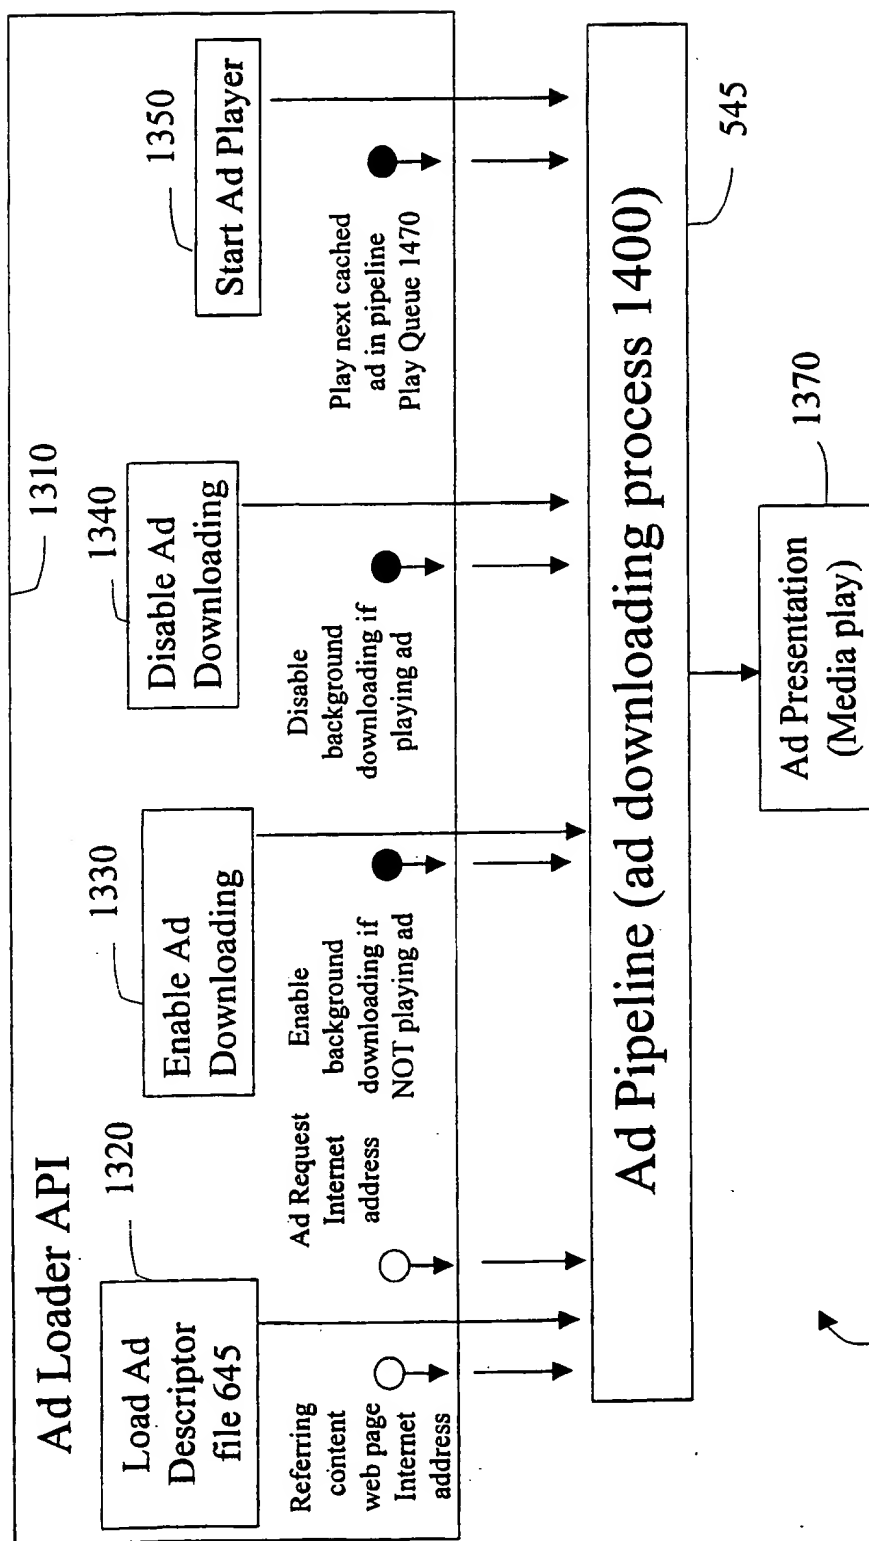 Ad Loader API
1310
Load Ad
Descriptor
file 645
1320
Enable Ad
Downloading
1330
Disable Ad
Downloading
1340
Start Ad Player
1350
Referring
content
web page
Internet
address
Ad Request
Internet
address
Enable
background
downloading if
NOT playing ad
Disable
background
downloading if
playing ad
Play next cached
ad in pipeline
Play Queue 1470
Ad Pipeline (ad downloading process 1400)
545
Ad Presentation
(Media play)
1370